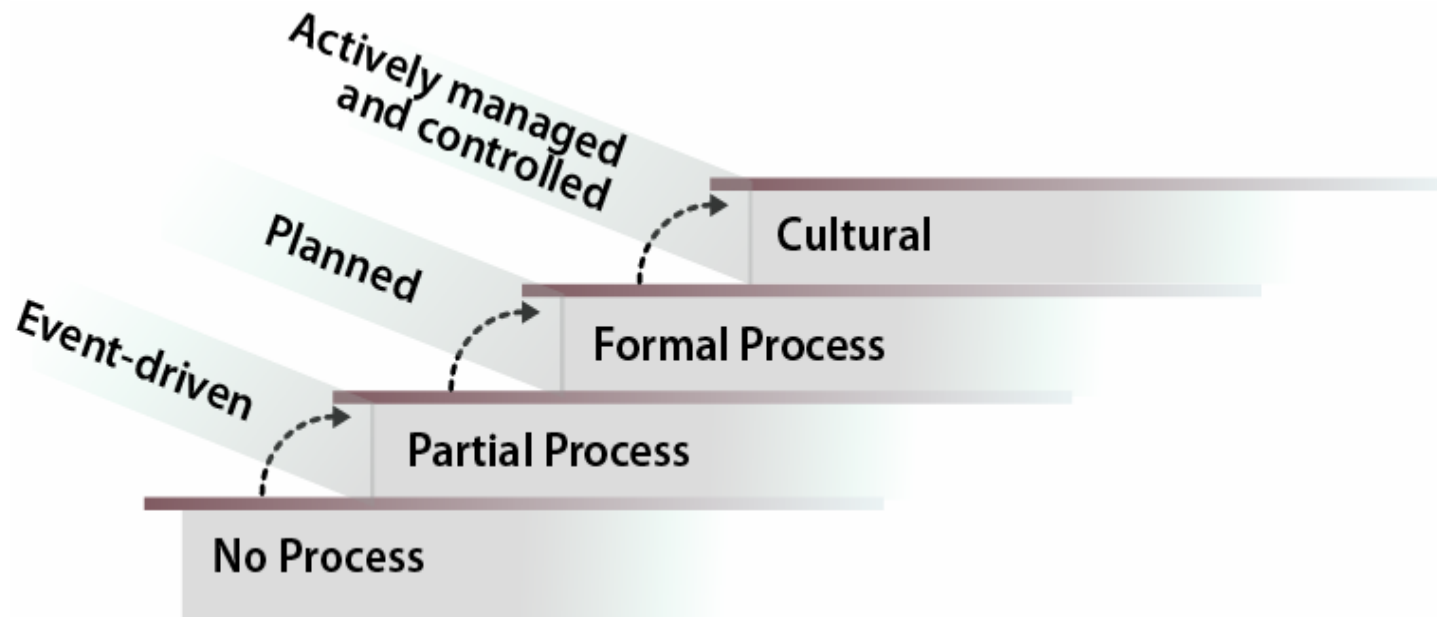 Actively managed
and controlled
Cultural
Planned
Formal Process
Event-driven
Partial Process
No Process